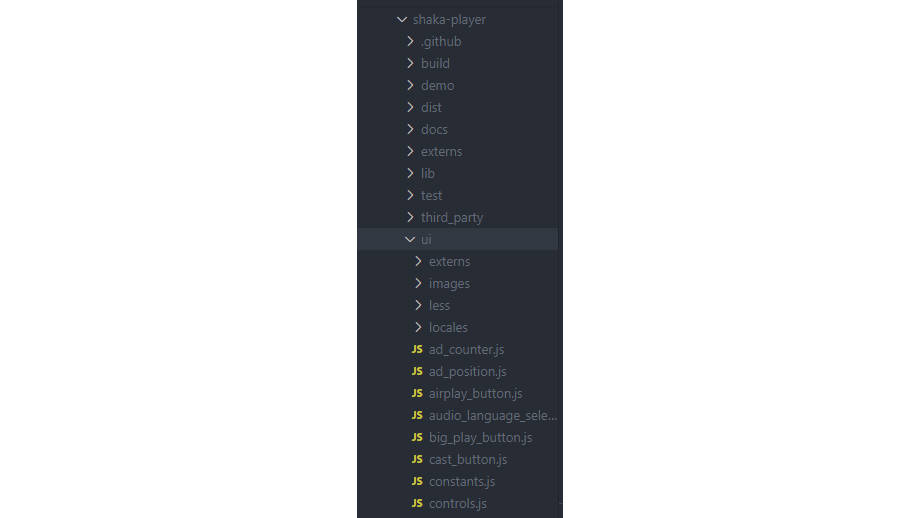 shaka-player
.github
build
demo
dist
docs
externs
lib
test
third_party
ui
externs
images
less
locales
JS ad_counter.js
JS ad_position.js
JS airplay_button.js
JS audio_language_sele...
JS big_play_button.js
JS cast_button.js
JS constants.js
JS controls.js